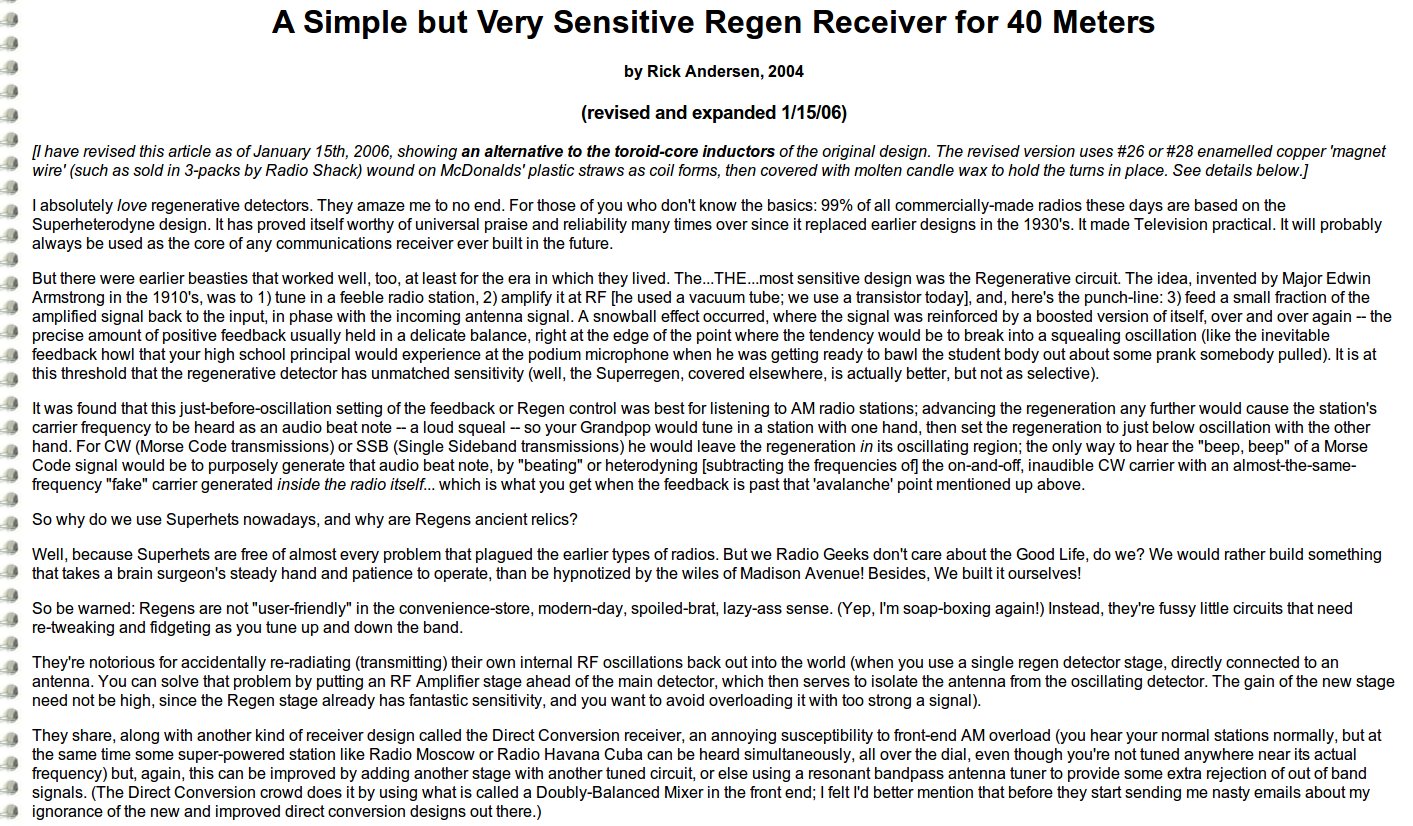 A Simple but Very Sensitive Regen Receiver for 40 Meters
by Rick Andersen, 2004
(revised and expanded 1/15/06)
[I have revised this article as of January 15th, 2006, showing an alternative to the toroid-core inductors of the original design. The revised version uses #26 or #28 enamelled copper 'magnet
wire' (such as sold in 3-packs by Radio Shack) wound on McDonalds' plastic straws as coil forms, then covered with molten candle wax to hold the turns in place. See details below.]
I absolutely love regenerative detectors. They amaze me to no end. For those of you who don't know the basics: 99% of all commercially-made radios these days are based on the
Superheterodyne design. It has proved itself worthy of universal praise and reliability many times over since it replaced earlier designs in the 1930's. It made Television practical. It will probably
always be used as the core of any communications receiver ever built in the future.
But there were earlier beasties that worked well, too, at least for the era in which they lived. The...THE...most sensitive design was the Regenerative circuit. The idea, invented by Major Edwin
Armstrong in the 1910's, was to 1) tune in a feeble radio station, 2) amplify it at RF [he used a vacuum tube; we use a transistor today], and, here's the punch-line: 3) feed a small fraction of the
amplified signal back to the input, in phase with the incoming antenna signal. A snowball effect occurred, where the signal was reinforced by a boosted version of itself, over and over again -- the
precise amount of positive feedback usually held in a delicate balance, right at the edge of the point where the tendency would be to break into a squealing oscillation (like the inevitable
feedback howl that your high school principal would experience at the podium microphone when he was getting ready to bawl the student body out about some prank somebody pulled). It is at
this threshold that the regenerative detector has unmatched sensitivity (well, the Superregen, covered elsewhere, is actually better, but not as selective).
It was found that this just-before-oscillation setting of the feedback or Regen control was best for listening to AM radio stations; advancing the regeneration any further would cause the station's
carrier frequency to be heard as an audio beat note -- a loud squeal -- so your Grandpop would tune in a station with one hand, then set the regeneration to just below oscillation with the other
hand. For CW (Morse Code transmissions) or SSB (Single Sideband transmissions) he would leave the regeneration in its oscillating region; the only way to hear the "beep, beep" of a Morse
Code signal would be to purposely generate that audio beat note, by "beating" or heterodyning [subtracting the frequencies of] the on-and-off, inaudible CW carrier with an almost-the-same-
frequency "fake" carrier generated inside the radio itself... which is what you get when the feedback is past that 'avalanche' point mentioned up above.
So why do we use Superhets nowadays, and why are Regens ancient relics?
Well, because Superhets are free of almost every problem that plagued the earlier types of radios. But we Radio Geeks don't care about the Good Life, do we? We would rather build something
that takes a brain surgeon's steady hand and patience to operate, than be hypnotized by the wiles of Madison Avenue! Besides, We built it ourselves!
So be warned: Regens are not "user-friendly" in the convenience-store, modern-day, spoiled-brat, lazy-ass sense. (Yep, I'm soap-boxing again!) Instead, they're fussy little circuits that need
re-tweaking and fidgeting as you tune up and down the band.
They're notorious for accidentally re-radiating (transmitting) their own internal RF oscillations back out into the world (when you use a single regen detector stage, directly connected to an
antenna. You can solve that problem by putting an RF Amplifier stage ahead of the main detector, which then serves to isolate the antenna from the oscillating detector. The gain of the new stage
need not be high, since the Regen stage already has fantastic sensitivity, and you want to avoid overloading it with too strong a signal).
They share, along with another kind of receiver design called the Direct Conversion receiver, an annoying susceptibility to front-end AM overload (you hear your normal stations normally, but at
the same time some super-powered station like Radio Moscow or Radio Havana Cuba can be heard simultaneously, all over the dial, even though you're not tuned anywhere near its actual
frequency) but, again, this can be improved by adding another stage with another tuned circuit, or else using a resonant bandpass antenna tuner to provide some extra rejection of out of band
signals. (The Direct Conversion crowd does it by using what is called a Doubly-Balanced Mixer in the front end; I felt I'd better mention that before they start sending me nasty emails about my
ignorance of the new and improved direct conversion designs out there.)